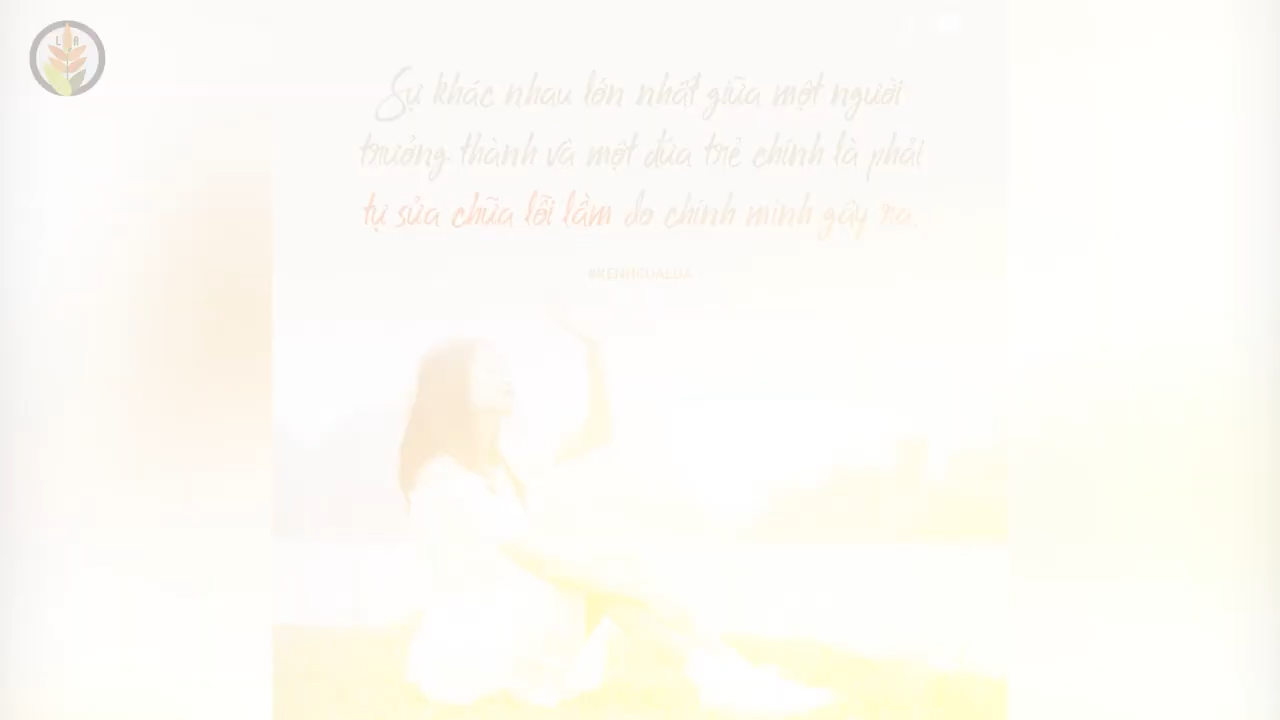 L A
Sự khác nhau lớn nhất giữa một người
trưởng thành và một đứa trẻ chính là phải
tự sửa chữa lỗi lầm do chính mình gây ra.
#KENHCUALUA